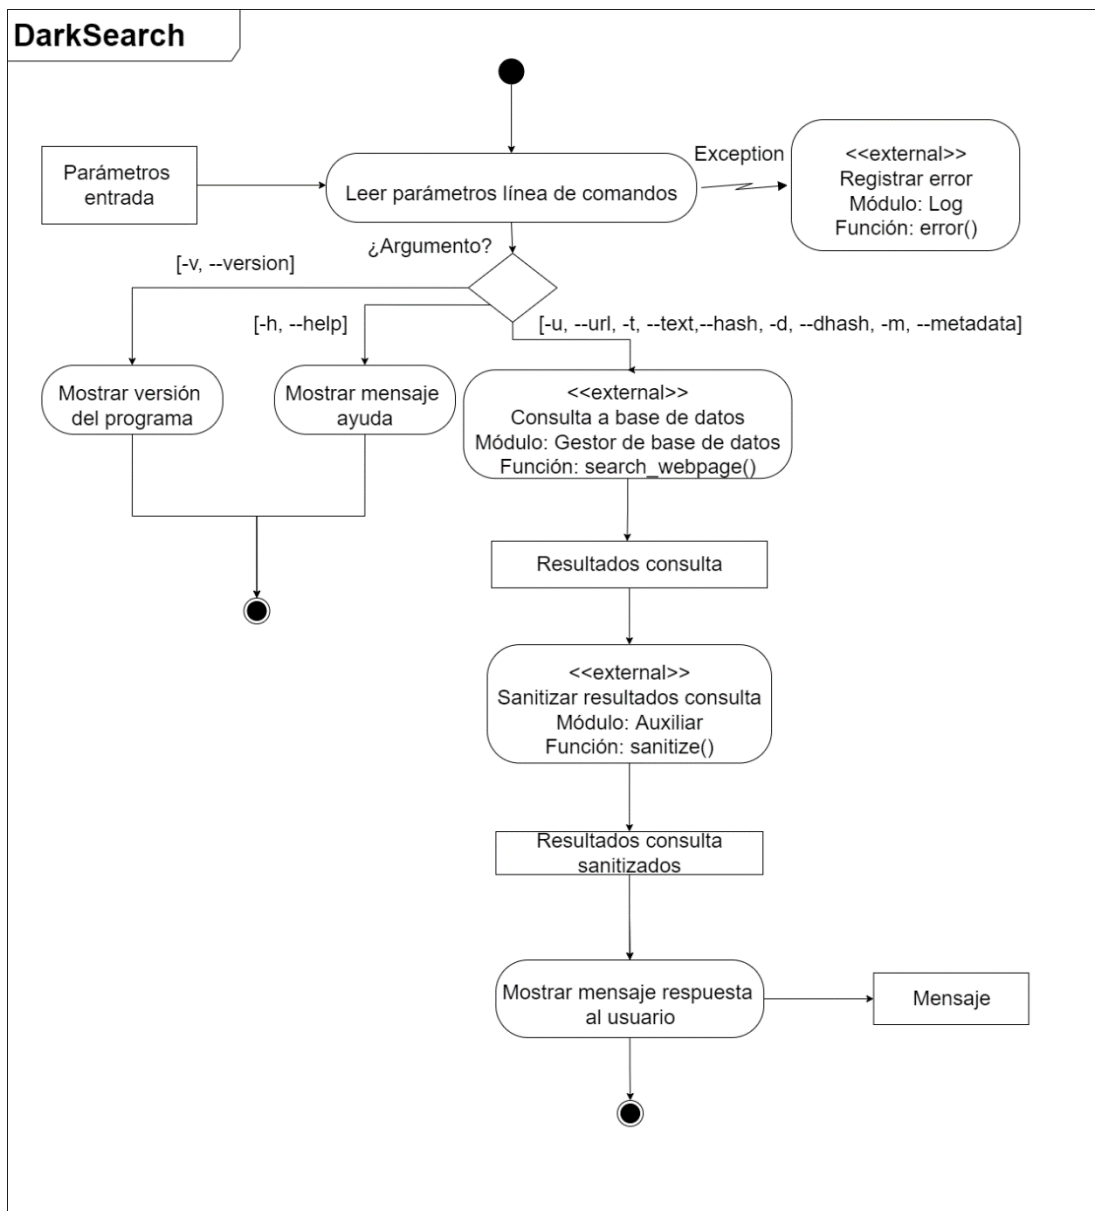 DarkSearch
Parámetros
entrada
Leer parámetros línea de comandos
Exception
<<external>>
Registrar error
Módulo: Log
Función: error()
¿Argumento?
[-v, --version]
[-h, --help]
[-u, --url, -t, --text,--hash, -d, --dhash, -m, --metadata]
Mostrar versión
del programa
Mostrar mensaje
ayuda
<<external>>
Consulta a base de datos
Módulo: Gestor de base de datos
Función: search_webpage()
Resultados consulta
<<external>>
Sanitizar resultados consulta
Módulo: Auxiliar
Función: sanitize()
Resultados consulta
sanitizados
Mostrar mensaje respuesta
al usuario
Mensaje